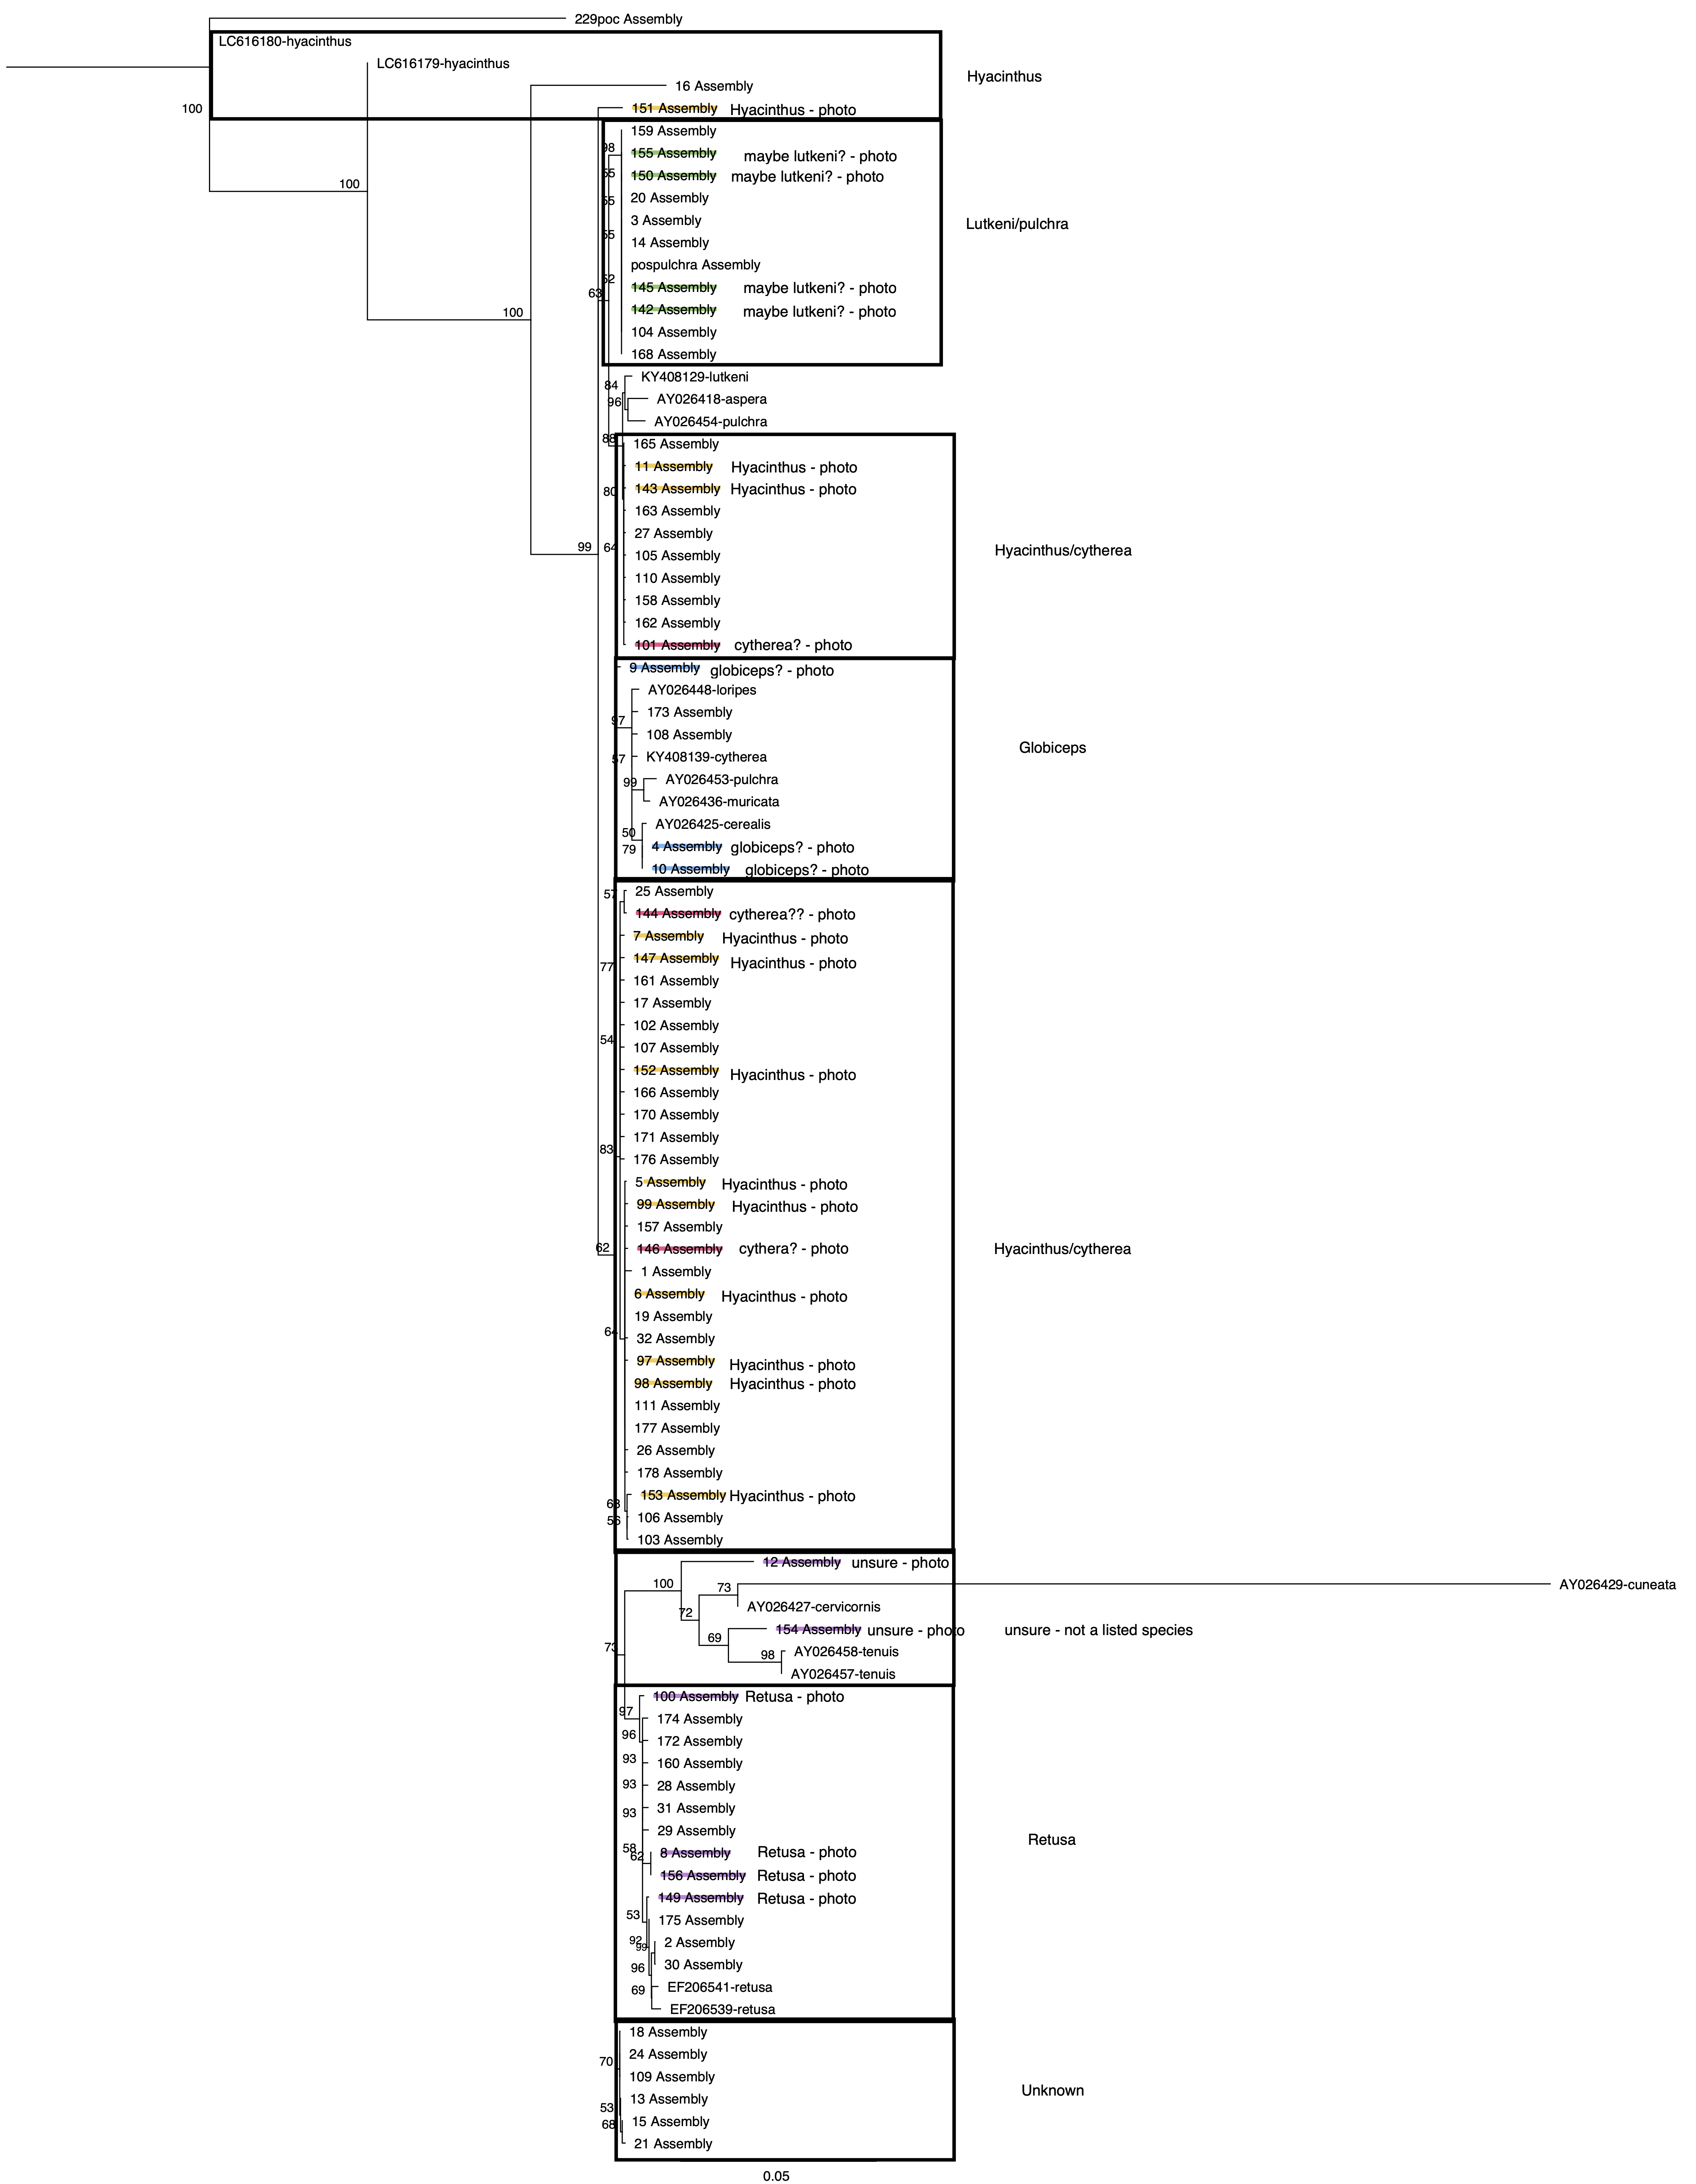 229poc Assembly
LC616180-hyacinthus
LC616179-hyacinthus
Hyacinthus
16 Assembly
100
151 Assembly Hyacinthus - photo
159 Assembly
98
155 Assembly maybe lutkeni? - photo
55
150 Assembly maybe lutkeni? - photo
100
55
20 Assembly
3 Assembly
Lutkeni/pulchra
55
14 Assembly
pospulchra Assembly
52
145 Assembly maybe lutkeni? - photo
63
142 Assembly maybe lutkeni? - photo
100
104 Assembly
168 Assembly
KY408129-lutkeni
84
AY026418-aspera
96
AY026454-pulchra
88
165 Assembly
11 Assembly Hyacinthus - photo
80
143 Assembly Hyacinthus - photo
163 Assembly
27 Assembly
99
64
Hyacinthus/cytherea
105 Assembly
110 Assembly
158 Assembly
162 Assembly
101 Assembly cytherea? - photo
9 Assembly globiceps? - photo
AY026448-loripes
97
173 Assembly
108 Assembly
Globiceps
57
KY408139-cytherea
99
AY026453-pulchra
AY026436-muricata
AY026425-cerealis
50
79
4 Assembly globiceps? - photo
10 Assembly globiceps? - photo
57
25 Assembly
144 Assembly cytherea?? - photo
7 Assembly Hyacinthus - photo
77
147 Assembly Hyacinthus - photo
161 Assembly
17 Assembly
102 Assembly
54
107 Assembly
152 Assembly Hyacinthus - photo
166 Assembly
170 Assembly
171 Assembly
83
176 Assembly
5 Assembly Hyacinthus - photo
99 Assembly Hyacinthus - photo
157 Assembly
62
146 Assembly cythera? - photo
Hyacinthus/cytherea
1 Assembly
6 Assembly Hyacinthus - photo
19 Assembly
64
32 Assembly
97 Assembly Hyacinthus - photo
98 Assembly Hyacinthus - photo
111 Assembly
177 Assembly
26 Assembly
178 Assembly
153 Assembly Hyacinthus - photo
63
56
106 Assembly
103 Assembly
12 Assembly unsure - photo
100
73
AY026429-cuneata
AY026427-cervicornis
72
154 Assembly unsure - photo
unsure - not a listed species
69
73
98
AY026458-tenuis
AY026457-tenuis
100 Assembly Retusa - photo
97
174 Assembly
96
172 Assembly
93
160 Assembly
93
28 Assembly
93
31 Assembly
29 Assembly
Retusa
58
62
8 Assembly Retusa - photo
156 Assembly Retusa - photo
149 Assembly Retusa - photo
53
175 Assembly
92
99
2 Assembly
96
30 Assembly
69
EF206541-retusa
EF206539-retusa
18 Assembly
70
24 Assembly
109 Assembly
Unknown
13 Assembly
53
68
15 Assembly
21 Assembly
0.05